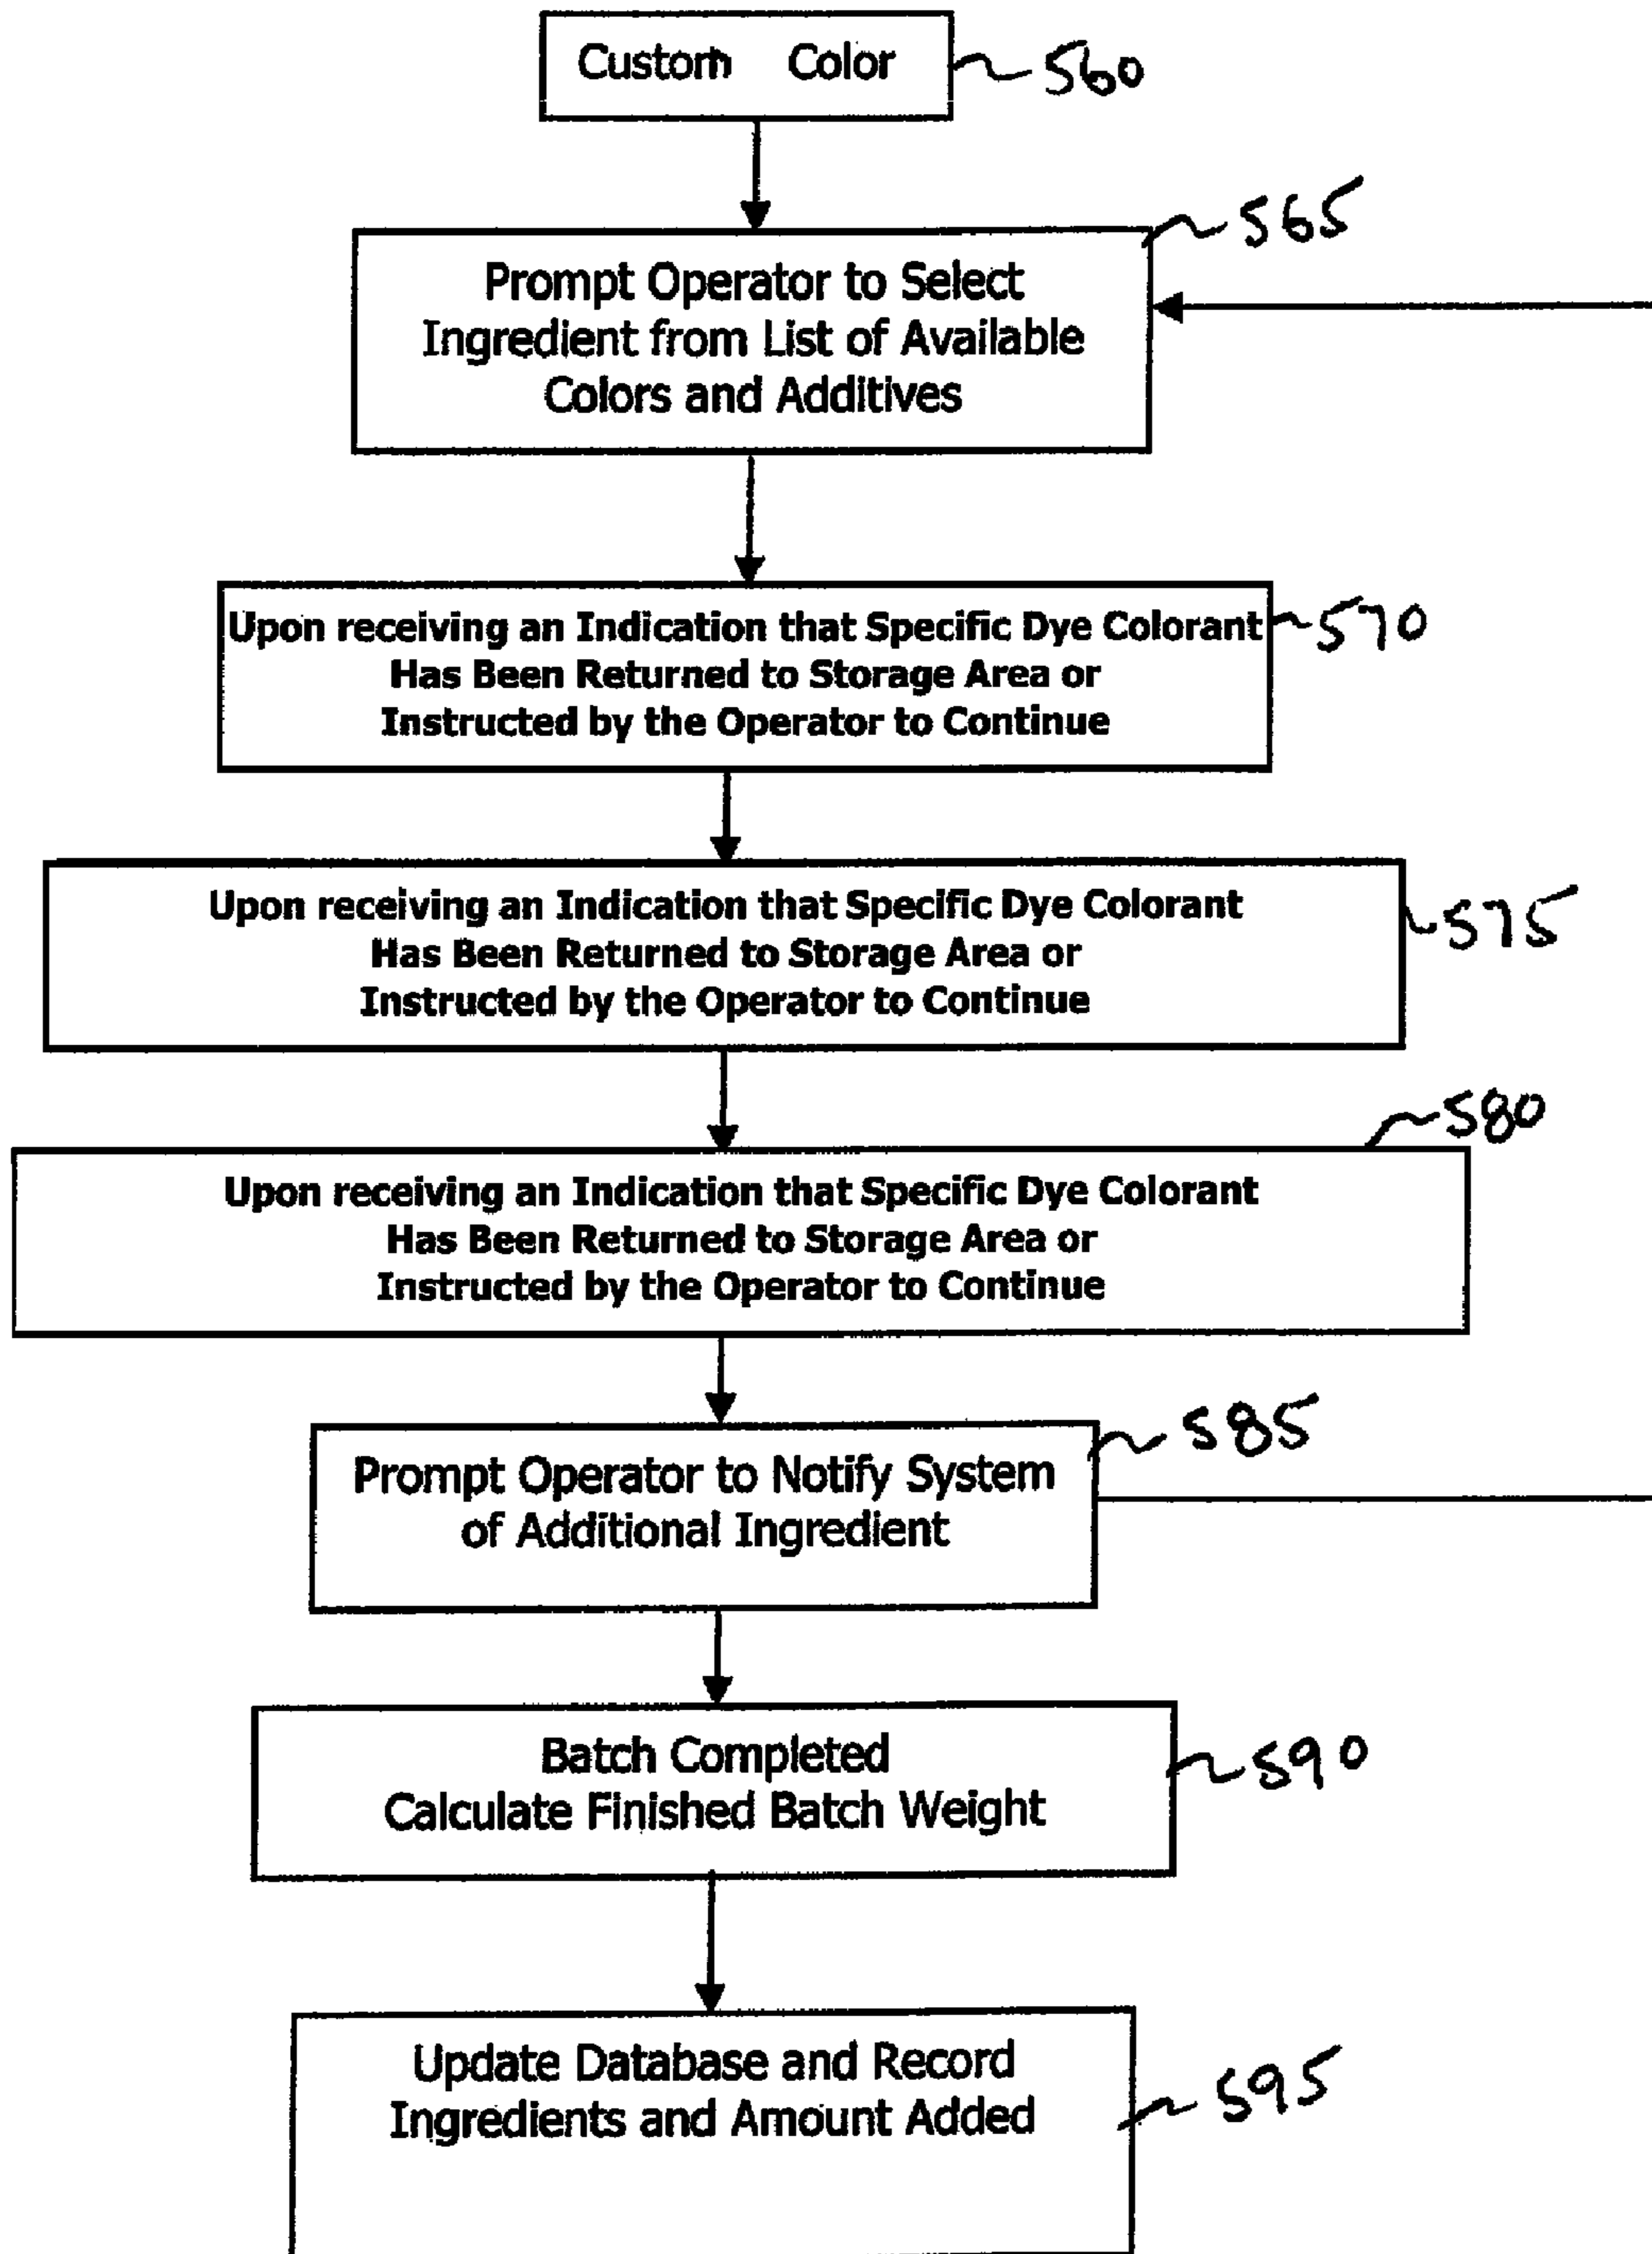 Custom Color
560
565
Prompt Operator to Select
Ingredient from List of Available
Colors and Additives
570
Upon receiving an Indication that Specific Dye Colorant
Has Been Returned to Storage Area or
Instructed by the Operator to Continue
575
Upon receiving an Indication that Specific Dye Colorant
Has Been Returned to Storage Area or
Instructed by the Operator to Continue
580
Upon receiving an Indication that Specific Dye Colorant
Has Been Returned to Storage Area or
Instructed by the Operator to Continue
585
Prompt Operator to Notify System
of Additional Ingredient
590
Batch Completed
Calculate Finished Batch Weight
595
Update Database and Record
Ingredients and Amount Added